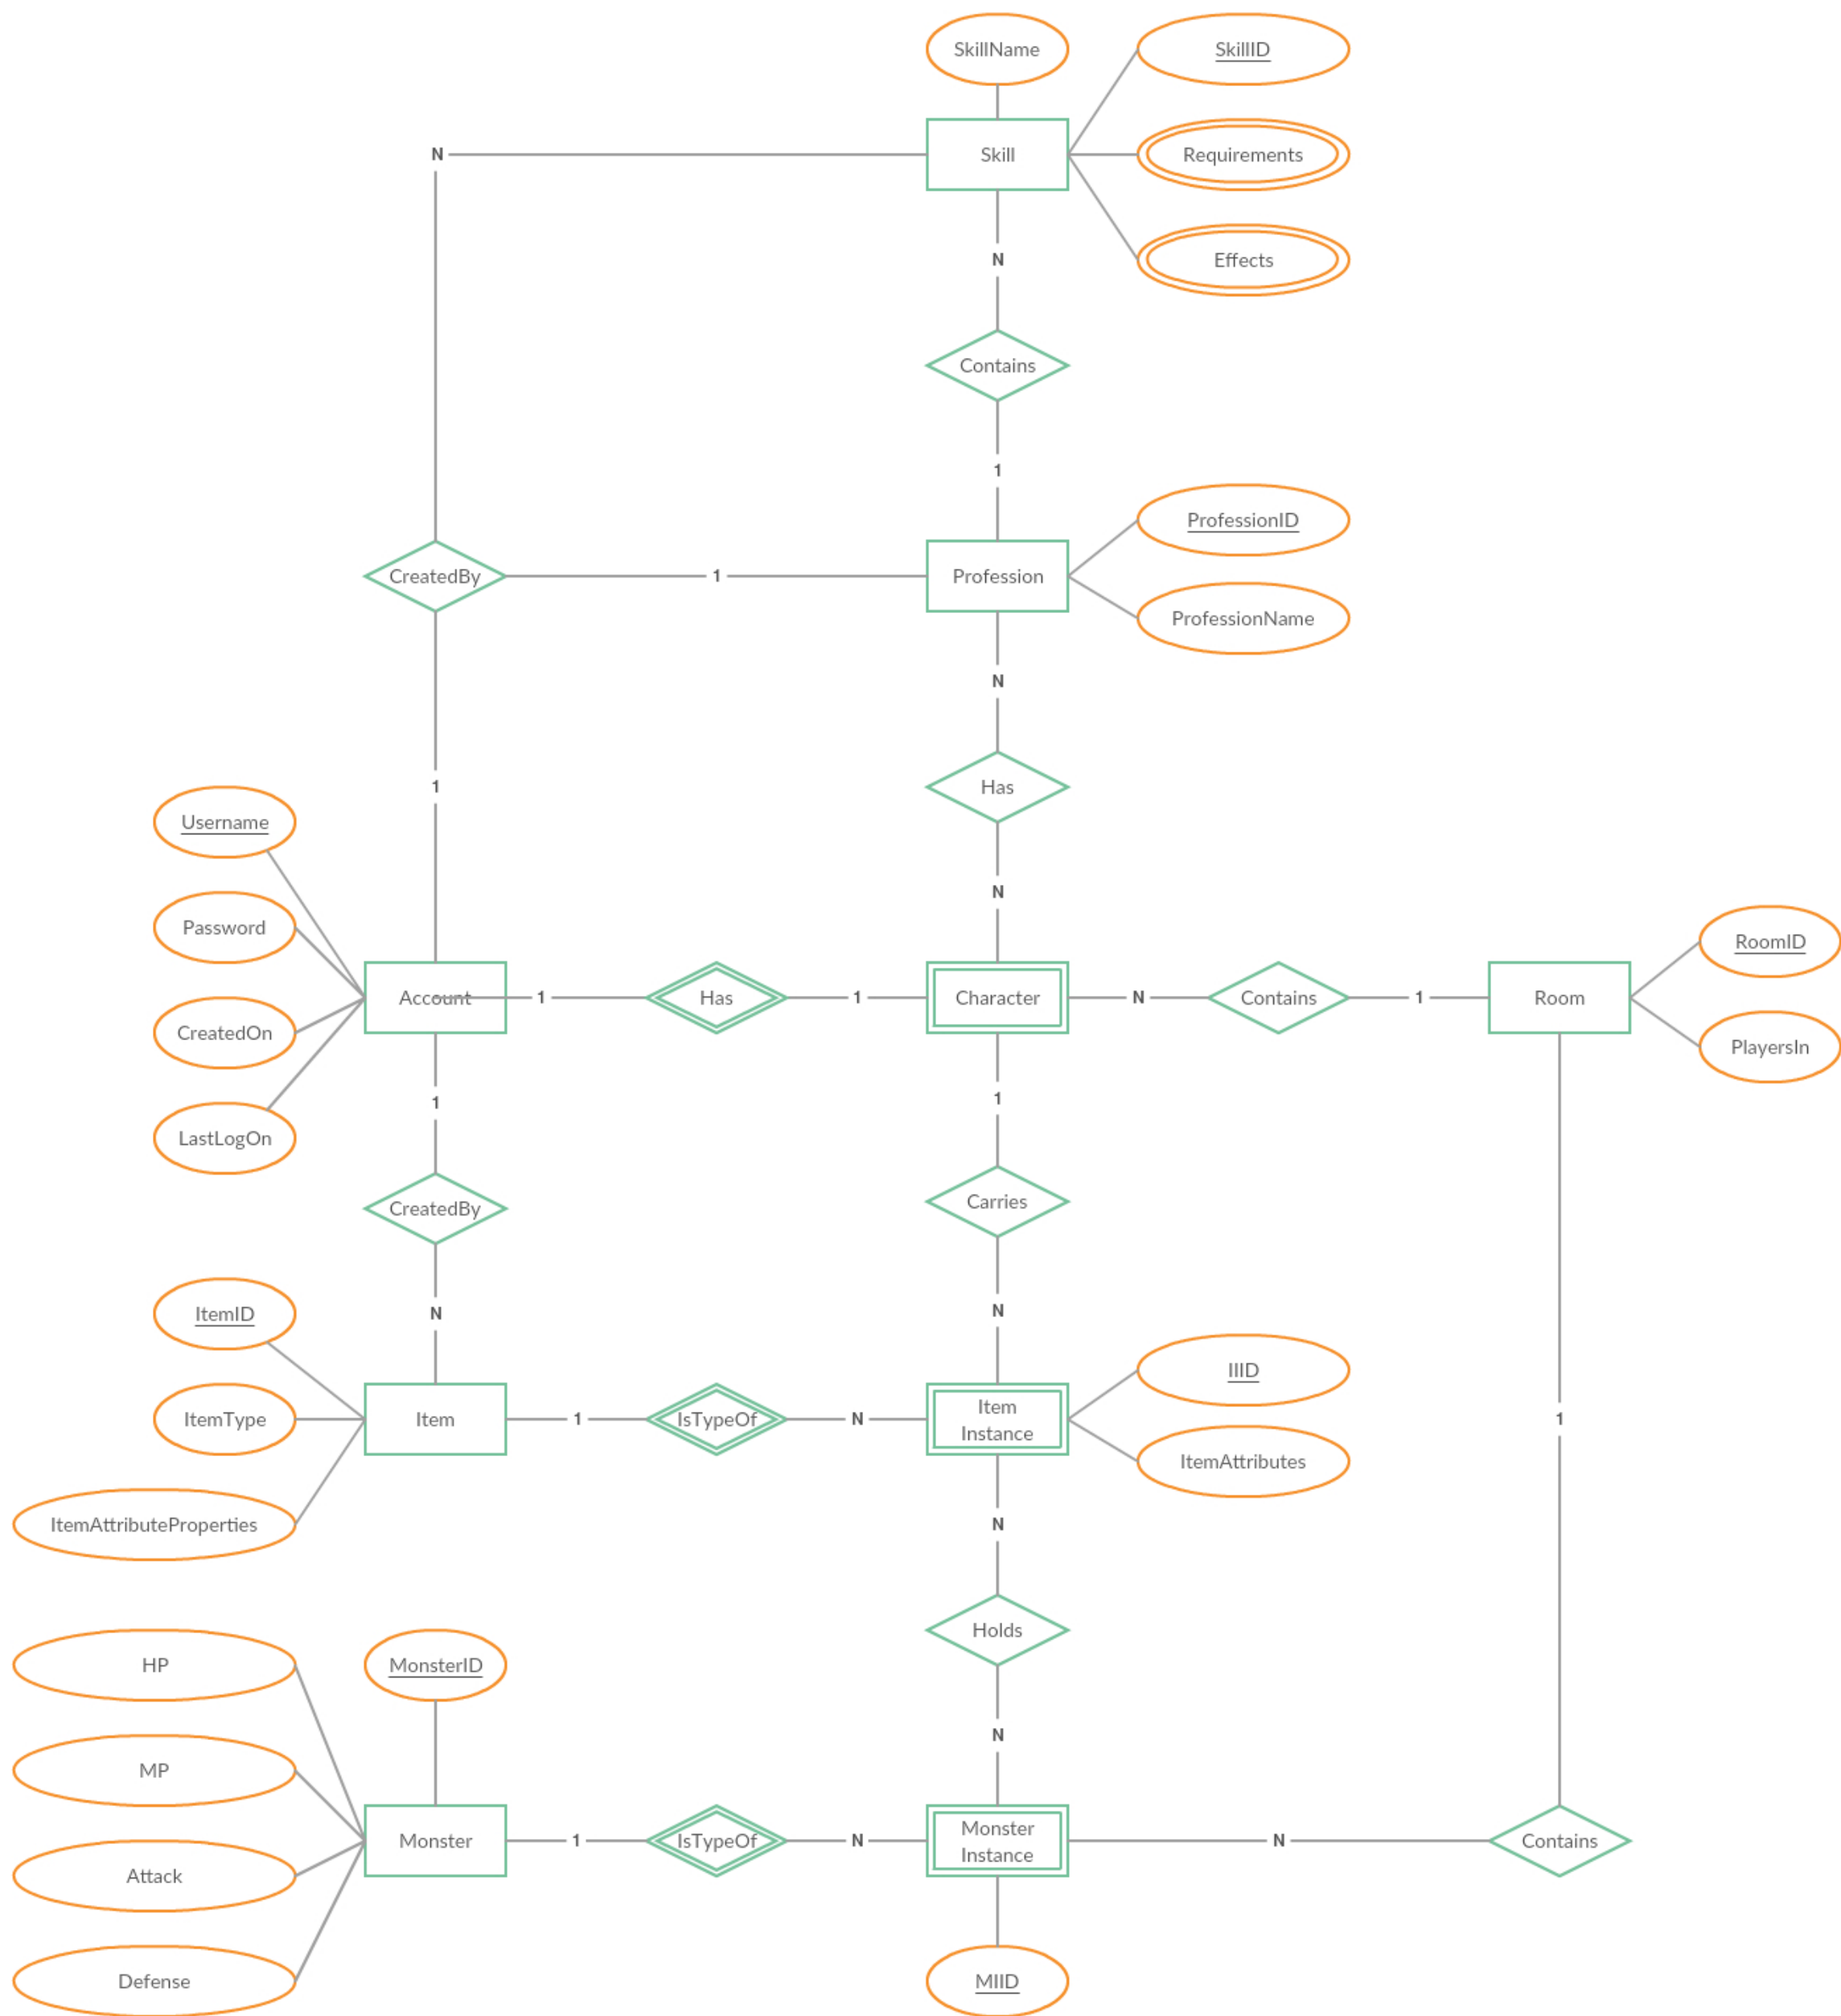 SkillName
SkillID
N
Skill
Requirements
N
Effects
Contains
1
ProfessionID
CreatedBy
1
Profession
ProfessionName
N
1
Has
Username
N
Password
RoomID
Account
1
Has
1
Character
N
Contains
1
Room
CreatedOn
PlayersIn
1
1
LastLogOn
Carries
CreatedBy
N
N
ItemID
IIID
ItemType
Item
1
IsTypeOf
N
Item
Instance
1
ItemAttributes
ItemAttributeProperties
N
Holds
HP
MonsterID
N
MP
Monster
1
IsTypeOf
N
Monster
Instance
N
Contains
Attack
Defense
MIID